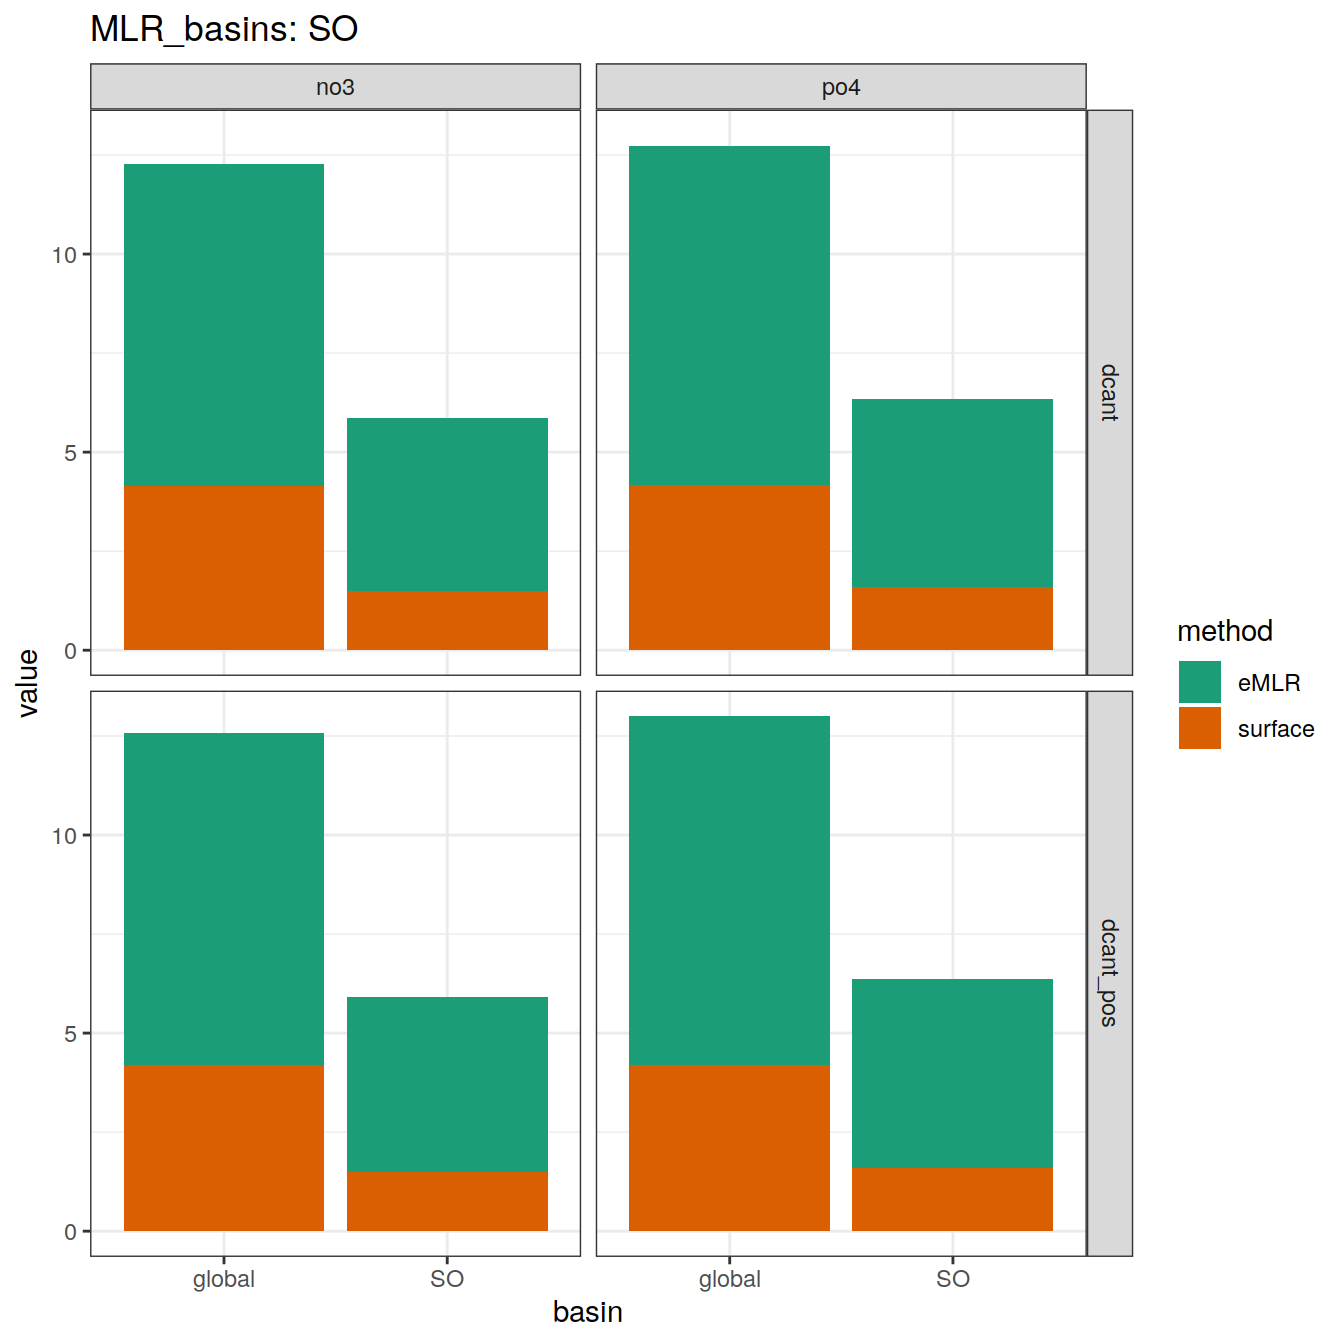 MLR_basins: SO
no3
po4
10
5
0
dcant
10
5
0
dcant_pos
value
global
SO
global
SO
basin
method
eMLR
surface